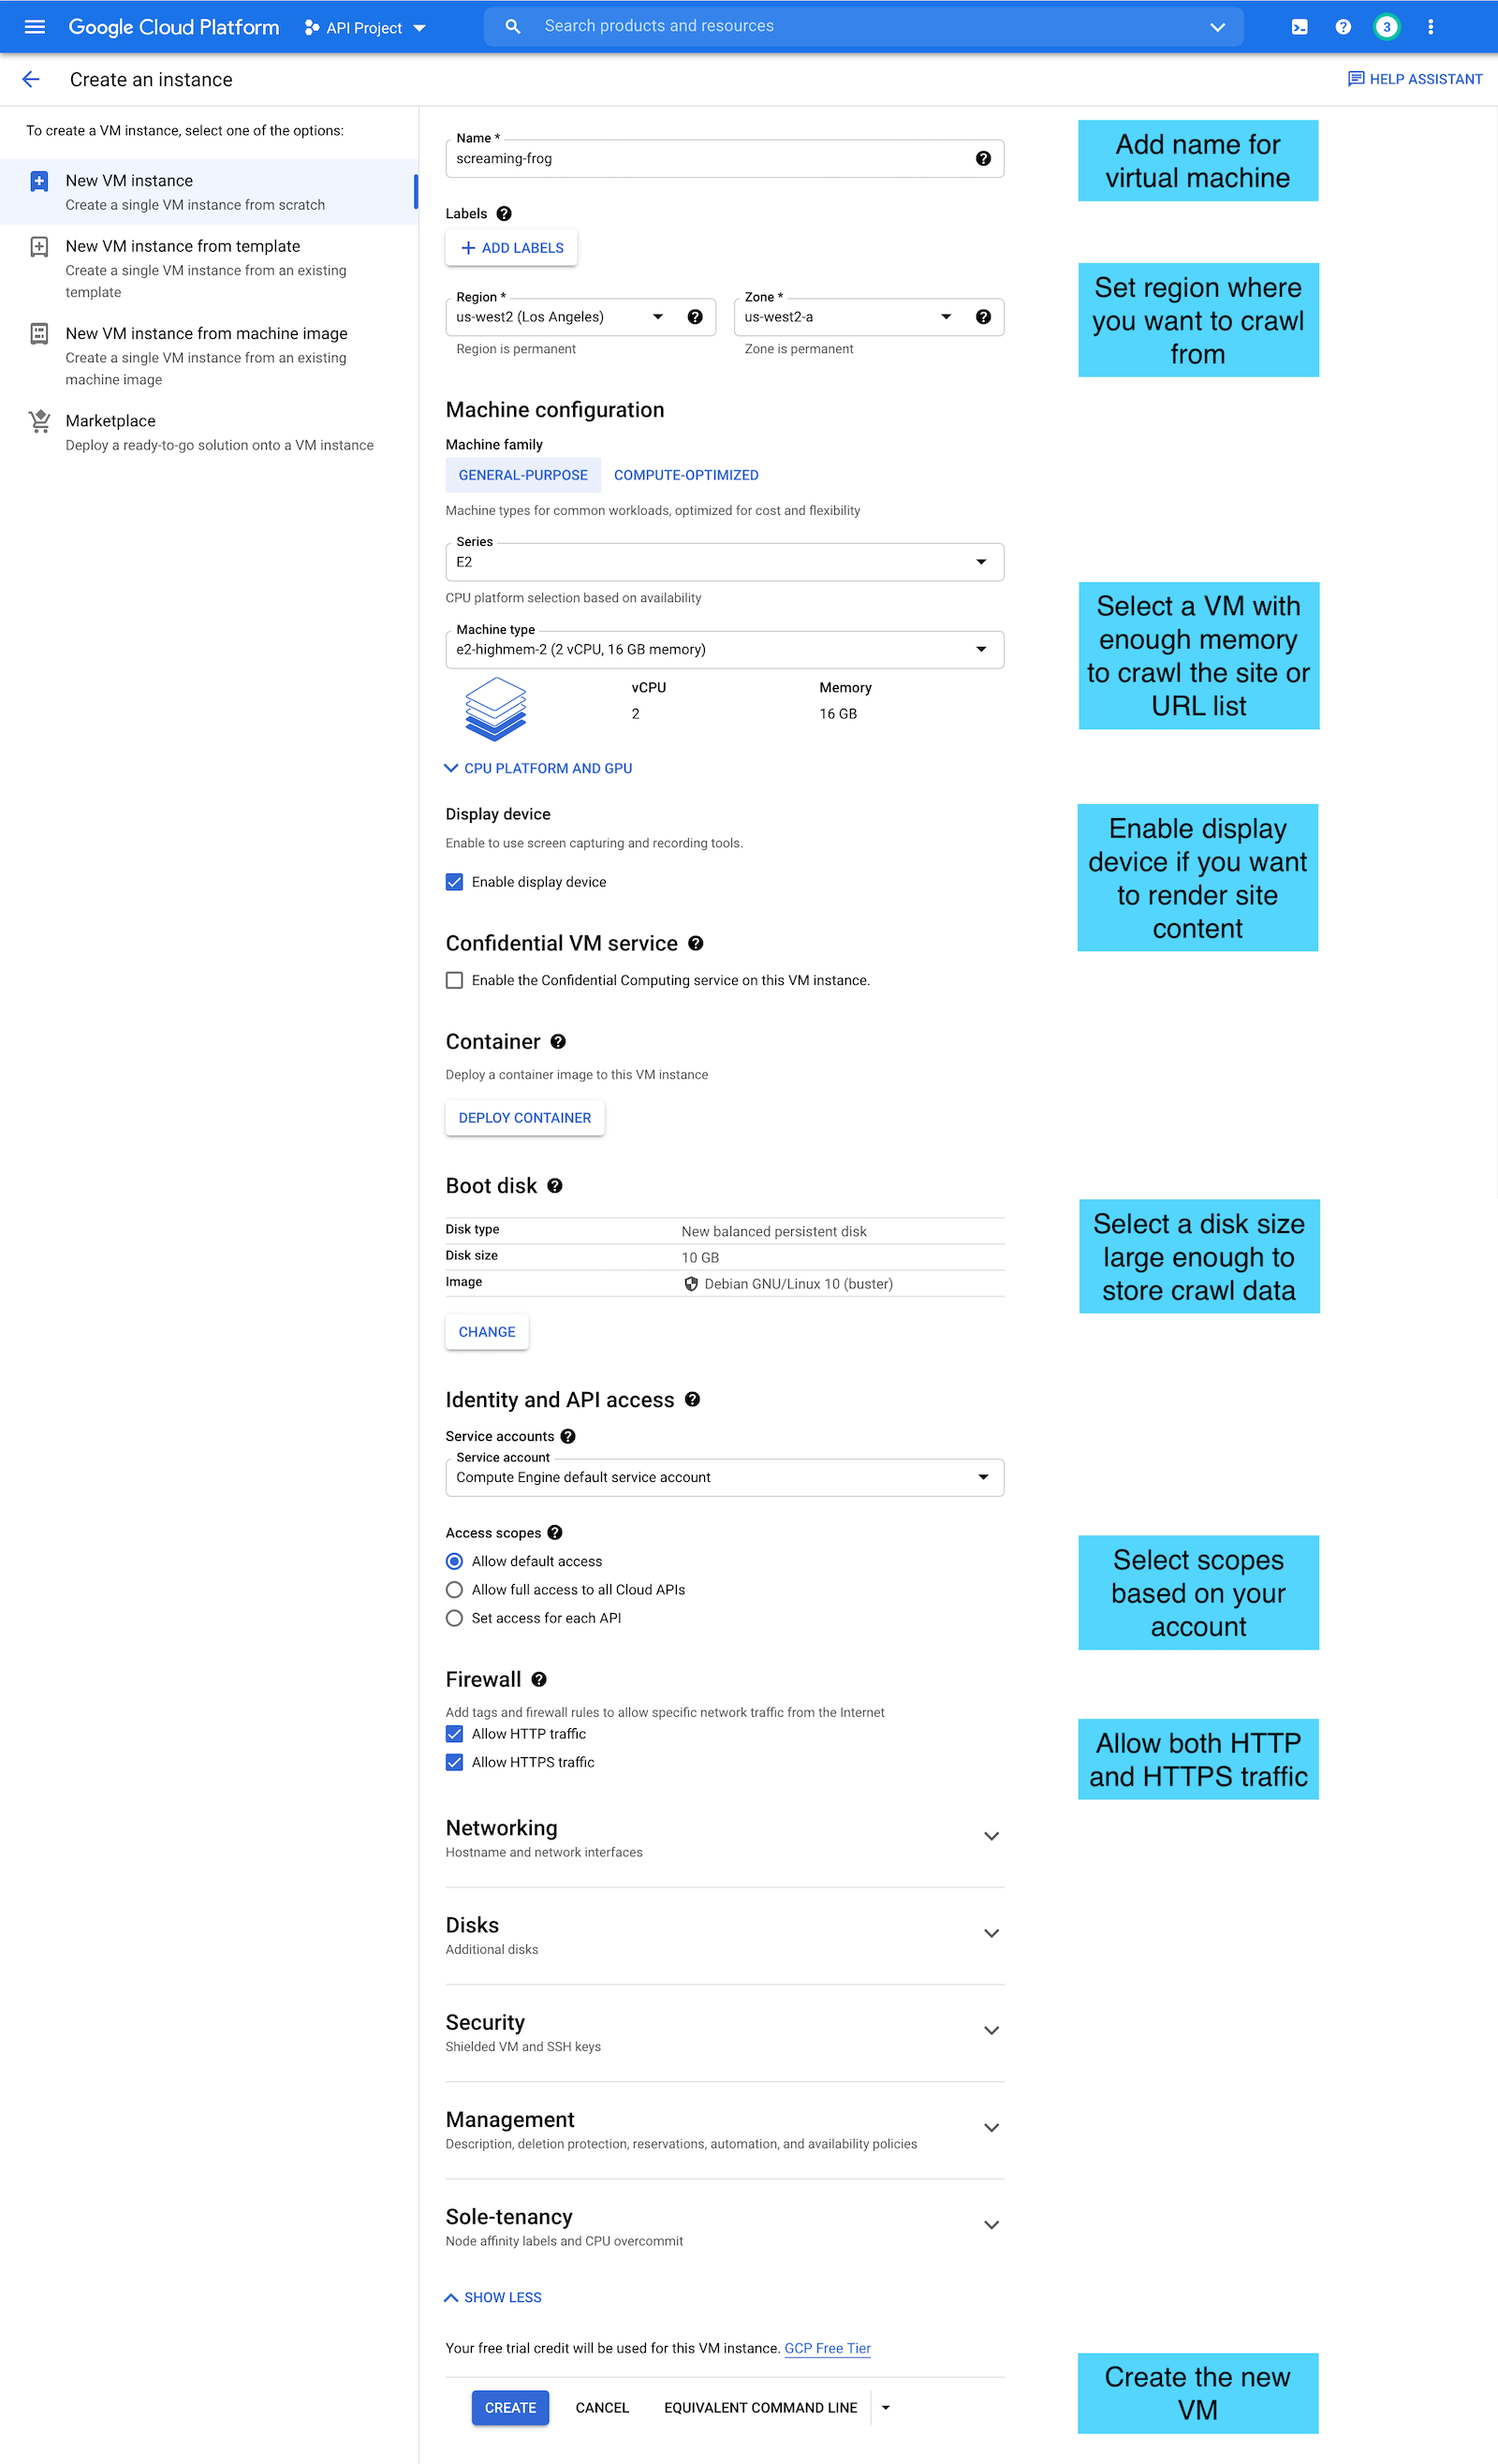 Google Cloud Platform
API Project
Search products and resources
3
Create an instance
HELP ASSISTANT
To create a VM instance, select one of the options:
New VM instance
Create a single VM instance from scratch
New VM instance from template
Create a single VM instance from an existing
template
New VM instance from machine image
Create a single VM instance from an existing
machine image
Marketplace
Deploy a ready-to-go solution onto a VM instance
Name *
screaming-frog
Add name for
virtual machine
Labels
ADD LABELS
Region *
us-west2 (Los Angeles)
Region is permanent
Zone *
us-west2-a
Zone is permanent
Set region where
you want to crawl
from
Machine configuration
Machine family
GENERAL-PURPOSE
COMPUTE-OPTIMIZED
Machine types for common workloads, optimized for cost and flexibility
Series
E2
CPU platform selection based on availability
Machine type
e2-highmem-2 (2 vCPU, 16 GB memory)
vCPU
2
Memory
16 GB
Select a VM with
enough memory
to crawl the site or
URL list
CPU PLATFORM AND GPU
Display device
Enable to use screen capturing and recording tools.
Enable display device
Enable display
device if you want
to render site
content
Confidential VM service
Enable the Confidential Computing service on this VM instance.
Container
Deploy a container image to this VM instance
DEPLOY CONTAINER
Boot disk
Disk type New balanced persistent disk
Disk size 10 GB
Image Debian GNU/Linux 10 (buster)
CHANGE
Select a disk size
large enough to
store crawl data
Identity and API access
Service accounts
Service account
Compute Engine default service account
Access scopes
Allow default access
Allow full access to all Cloud APIs
Set access for each API
Select scopes
based on your
account
Firewall
Add tags and firewall rules to allow specific network traffic from the Internet
Allow HTTP traffic
Allow HTTPS traffic
Allow both HTTP
and HTTPS traffic
Networking
Hostname and network interfaces
Disks
Additional disks
Security
Shielded VM and SSH keys
Management
Description, deletion protection, reservations, automation, and availability policies
Sole-tenancy
Node affinity labels and CPU overcommit
SHOW LESS
Your free trial credit will be used for this VM instance. GCP Free Tier
CREATE
CANCEL
EQUIVALENT COMMAND LINE
Create the new
VM